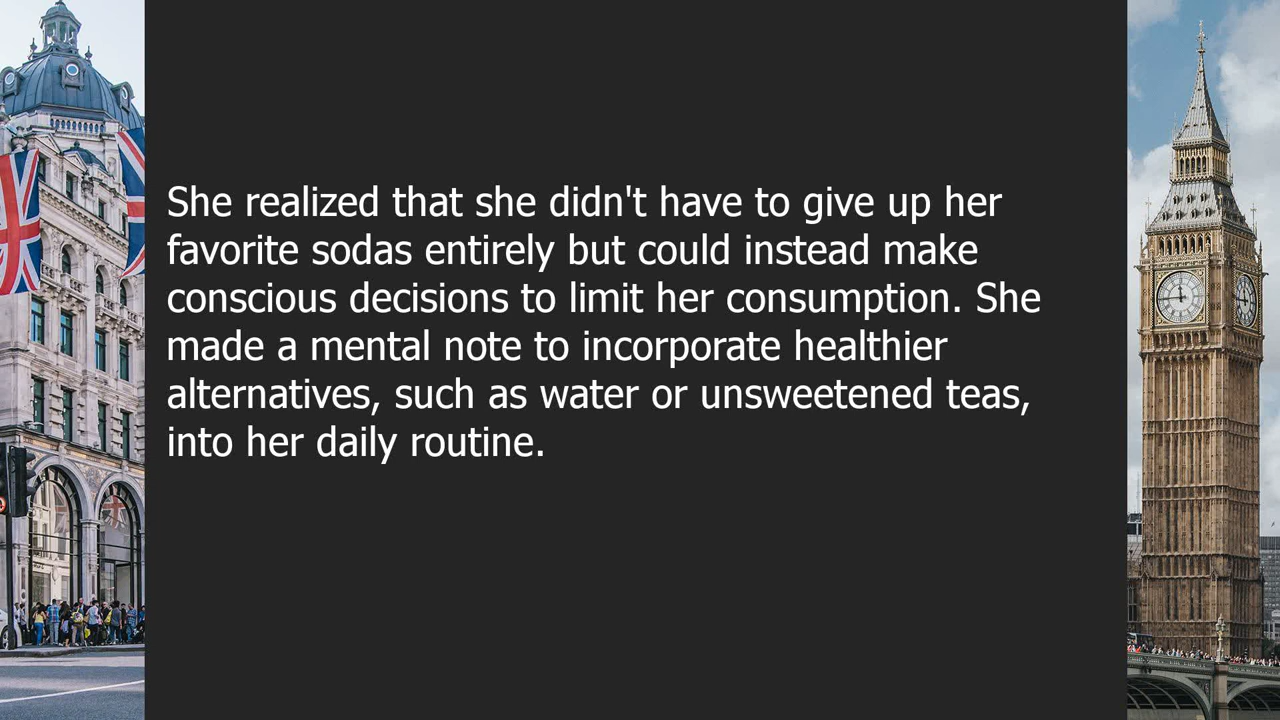 She realized that she didn't have to give up her
favorite sodas entirely but could instead make
conscious decisions to limit her consumption. She
made a mental note to incorporate healthier
alternatives, such as water or unsweetened teas,
into her daily routine.